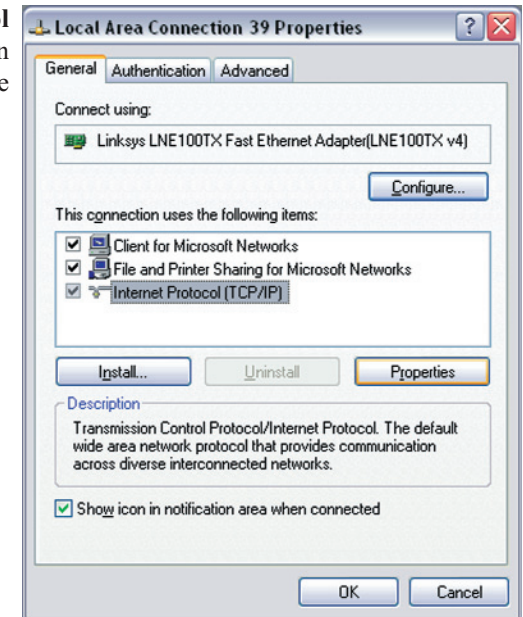 ol
n
e
Local Area Connection 39 Properties
General Authentication Advanced
Connect using:
Linksys LNE100TX Fast Ethernet Adapter(LNE100TX v4)
Configure...
This connection uses the following items:
Client for Microsoft Networks
File and Printer Sharing for Microsoft Networks
Internet Protocol (TCP/IP)
Install... Uninstall Properties
Description
Transmission Control Protocol/Internet Protocol. The default
wide area network protocol that provides communication
across diverse interconnected networks.
Show icon in notification area when connected
OK Cancel